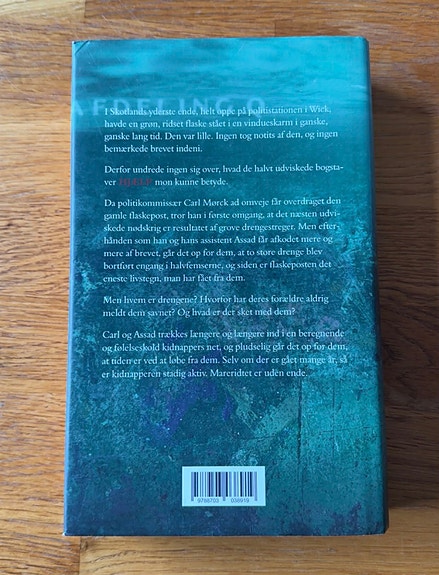 AFDELING Q
I Skotlands yderste ende, helt oppe på politistationen i Wick,
havde en grøn, ridset flaske stået i en vindueskarm i ganske,
ganske lang tid. Den var lille. Ingen tog notits af den, og ingen
bemærkede brevet indeni.
Derfor undrede ingen sig over, hvad de halvt udviskede bogsta-
ver HJÆLP mon kunne betyde.
Da politikommissær Carl Mørck ad omveje får overdraget den
gamle flaskepost, tror han i første omgang, at det næsten udvi-
skede nødskrig er resultatet af grove drengestreger. Men efter-
hånden som han og hans assistent Assad får afkodet mere og
mere af brevet, går det op for dem, at to store drenge blev
bortført engang i halvfemserne, og siden er flaskeposten det
eneste livstegn, man har fået fra dem.
Men hvem er drengene? Hvorfor har deres forældre aldrig
meldt dem savnet? Og hvad er der sket med dem?
Carl og Assad trækkes længere og længere ind i en beregnende
og følelseskold kidnappers net, og pludselig går det op for dem,
at tiden er ved at løbe fra dem. Selv om der er gået mange år, så
er kidnapperen stadig aktiv. Mareridtet er uden ende.
9 788703 038919